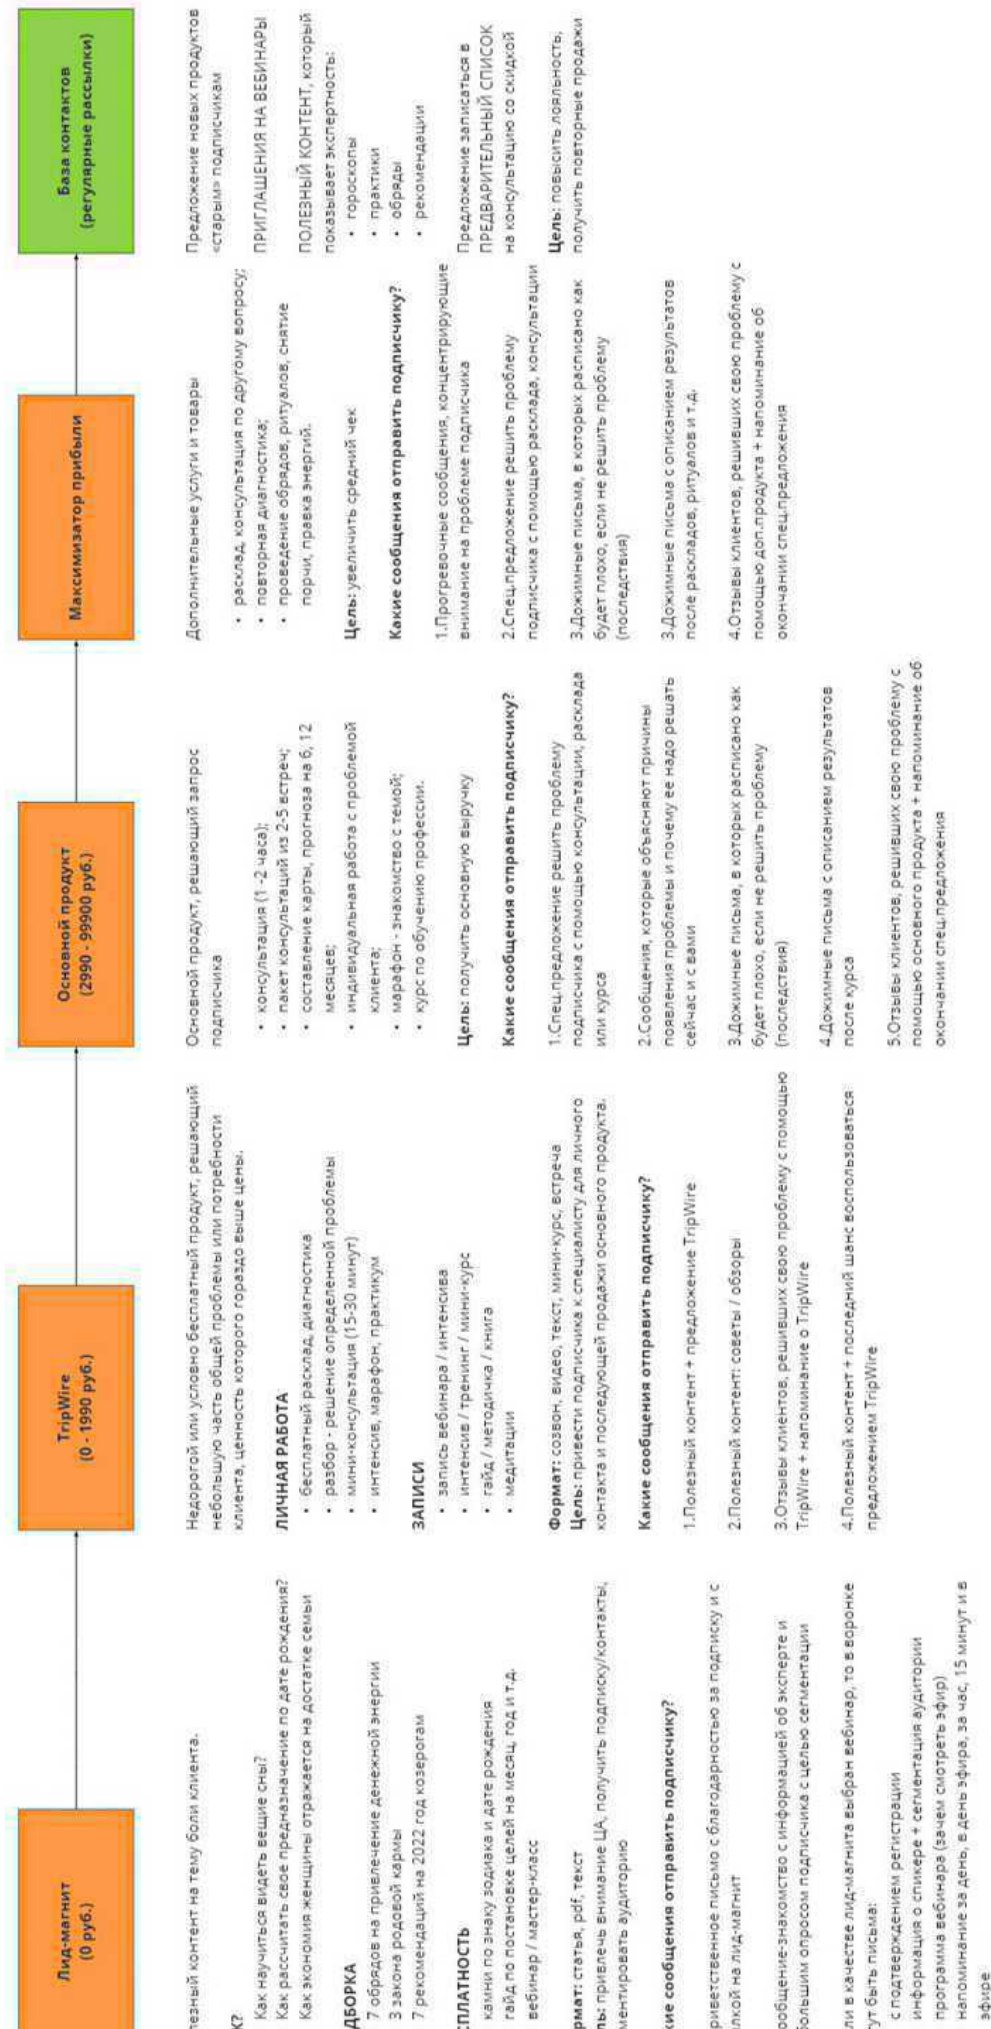 Лид-магнит
(0 руб.)
лезный контент на тему боли клиента.
К?
Как научиться видеть вещие сны?
Как рассчитать свое предназначение по дате рождения?
Как экономия женщины отражается на достатке семьи
ДБОРКА
7 обрядов на привлечение денежной энергии
3 закона родовой кармы
7 рекомендаций на 2022 год козерогам
СПЛАТНОСТЬ
камни по знаку зодиака и дате рождения
гайд по постановке целей на месяц, год и т.д.
вебинар / мастер-класс
рмат: статья, pdf, текст
ль: привлечь внимание ЦА, получить подписку/контакты,
ментировать аудиторию
кие сообщения отправить подписчику?
риветственное письмо с благодарностью за подписку и с
лкой на лид-магнит
ообщение-знакомство с информацией об эксперте и
большим опросом подписчика с целью сегментации
ли в качестве лид-магнита выбран вебинар, то в воронке
ут быть письма:
с подтверждением регистрации
информация о спикере + сегментация аудитории
программа вебинара (зачем смотреть эфир)
напоминание за день, в день эфира, за час, 15 минут и в
эфире
TripWire
(0 - 1990 руб.)
Недорогой или условно бесплатный продукт, решающий
небольшую часть общей проблемы или потребности
клиента, ценность которого гораздо выше цены.
ЛИЧНАЯ РАБОТА
• бесплатный расклад, диагностика
• разбор - решение определенной проблемы
• мини-консультация (15-30 минут)
• интенсив, марафон, практикум
ЗАПИСИ
• запись вебинара / интенсива
• интенсив / тренинг / мини-курс
• гайд / методичка / книга
• медитации
Формат: созвон, видео, текст, мини-курс, встреча
Цель: привести подписчика к специалисту для личного
контакта и последующей продажи основного продукта.
Какие сообщения отправить подписчику?
1.Полезный контент + предложение TripWire
2.Полезный контент: советы / обзоры
3.Отзывы клиентов, решивших свою проблему с помощью
TripWire + напоминание о TripWire
4.Полезный контент + последний шанс воспользоваться
предложением TripWire
Основной продукт
(2990 - 99900 руб.)
Основной продукт, решающий запрос
подписчика
• консультация (1 -2 часа);
• пакет консультаций из 2-5 встреч;
• составление карты, прогноза на 6, 12
месяцев;
• индивидуальная работа с проблемой
клиента;
• марафон - знакомство с темой;
• курс по обучению профессии.
Цель: получить основную выручку
Какие сообщения отправить подписчику?
1.Спец.предложение решить проблему
подписчика с помощью консультации, расклада
или курса
2.Сообщения, которые объясняют причины
появления проблемы и почему ее надо решать
сейчас и с вами
3.Дожимные письма, в которых расписано как
будет плохо, если не решить проблему
(последствия)
4.Дожимные письма с описанием результатов
после курса
5.Отзывы клиентов, решивших свою проблему с
помощью основного продукта + напоминание об
окончании спец.предложения
Максимизатор прибыли
Дополнительные услуги и товары
• расклад, консультация по другому вопросу;
• повторная диагностика;
• проведение обрядов, ритуалов, снятие
порчи, правка энергий.
Цель: увеличить средний чек
Какие сообщения отправить подписчику?
1.Прогревочные сообщения, концентрирующие
внимание на проблеме подписчика
2.Спец.предложение решить проблему
подписчика с помощью расклада, консультации
3.Дожимные письма, в которых расписано как
будет плохо, если не решить проблему
(последствия)
3.Дожимные письма с описанием результатов
после раскладов, ритуалов и т.д.
4.Отзывы клиентов, решивших свою проблему с
помощью доп.продукта + напоминание об
окончании спец.предложения
База контактов
(регулярные рассылки)
Предложение новых продуктов
«старым» подписчикам
ПРИГЛАШЕНИЯ НА ВЕБИНАРЫ
ПОЛЕЗНЫЙ КОНТЕНТ, который
показывает экспертность:
• гороскопы
• практики
• обряды
• рекомендации
Предложение записаться в
ПРЕДВАРИТЕЛЬНЫЙ СПИСОК
на консультацию со скидкой
Цель: повысить лояльность,
получить повторные продажи